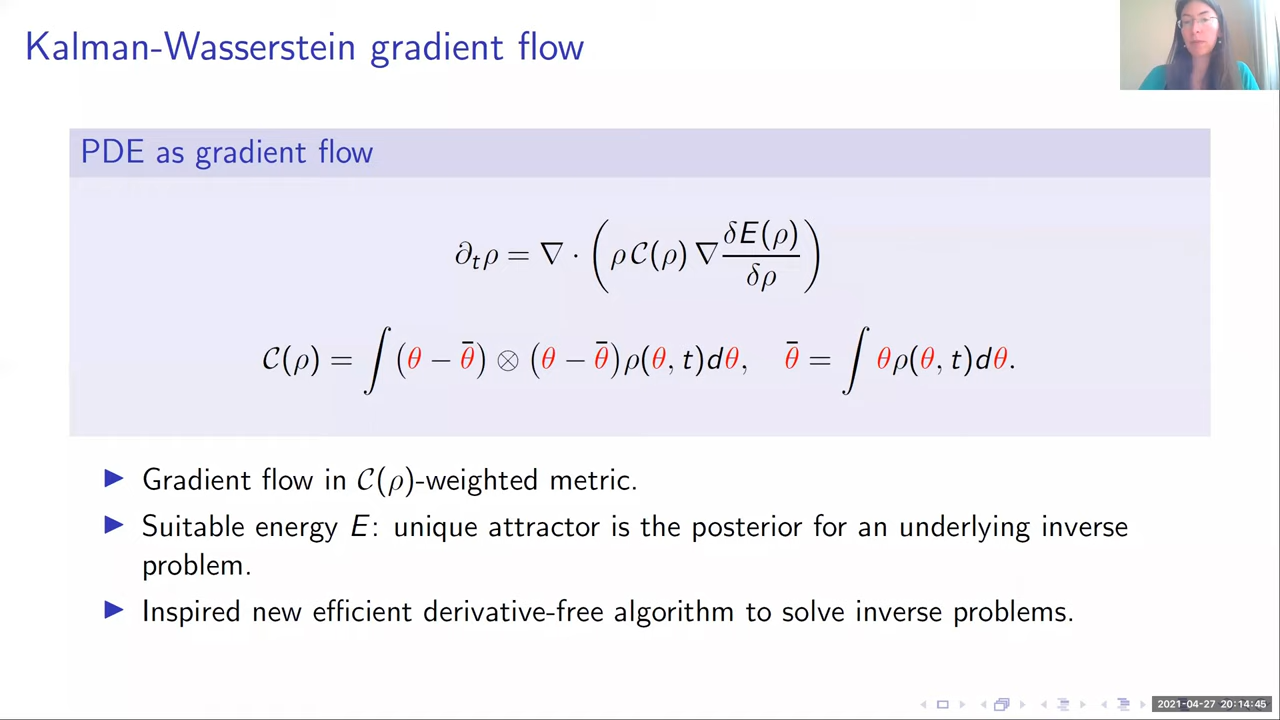 Kalman-Wasserstein gradient flow
PDE as gradient flow
∂ₜρ = ∇ · ( ρ 𝒞(ρ) ∇ δE(ρ)/δρ )
𝒞(ρ) = ∫ (θ − θ̄) ⊗ (θ − θ̄) ρ(θ, t)dθ, θ̄ = ∫ θρ(θ, t)dθ.
▶ Gradient flow in 𝒞(ρ)-weighted metric.
▶ Suitable energy E: unique attractor is the posterior for an underlying inverse
problem.
▶ Inspired new efficient derivative-free algorithm to solve inverse problems.
2021-04-27 20:14:45